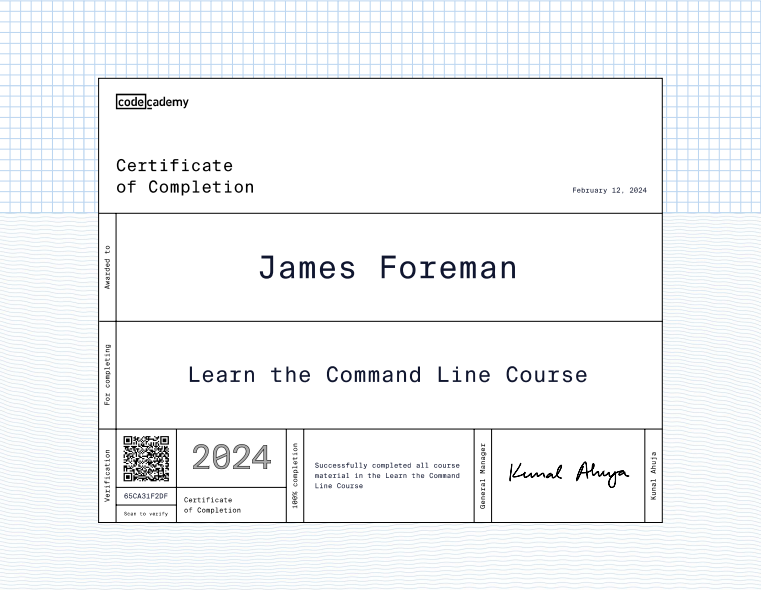 codecademy
Certificate
of Completion
February 12, 2024
Awarded to
James Foreman
For completing
Learn the Command Line Course
Verification
65CA31F2DF
Scan to verify
2024
Certificate
of Completion
100% completion
Successfully completed all course
material in the Learn the Command
Line Course
General Manager
Kunal Ahuja
Kunal Ahuja